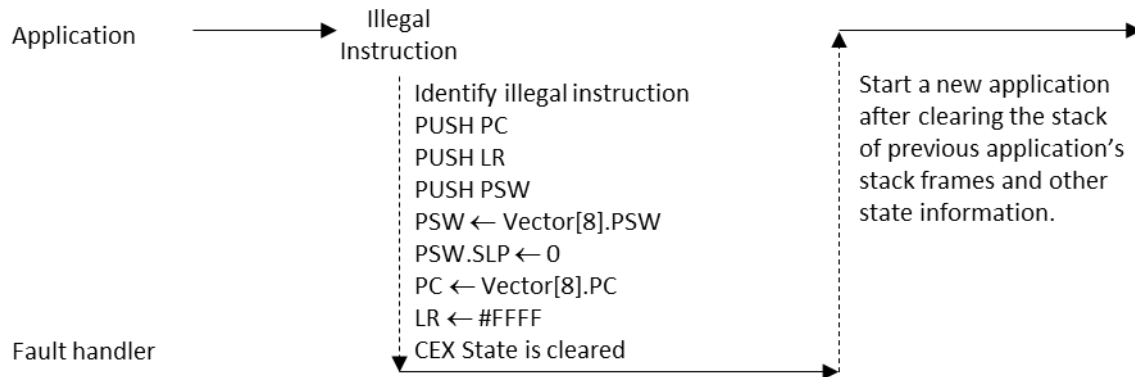 Application
Illegal
Instruction
Identify illegal instruction
PUSH PC
PUSH LR
PUSH PSW
PSW ← Vector[8].PSW
PSW.SLP ← 0
PC ← Vector[8].PC
LR ← #FFFF
CEX State is cleared
Fault handler
Start a new application
after clearing the stack
of previous application's
stack frames and other
state information.